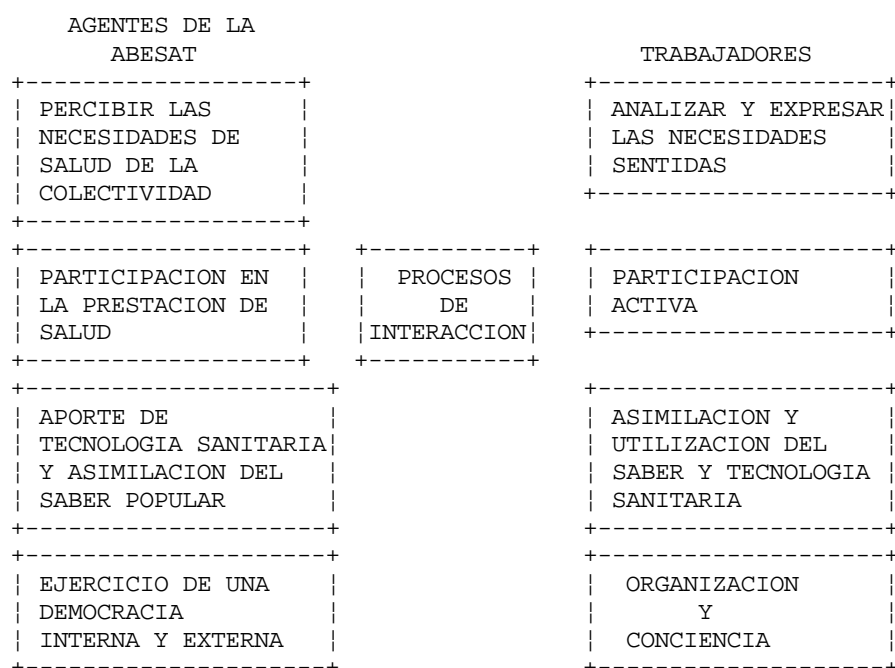 AGENTES DE LA
ABESAT
TRABAJADORES
PERCIBIR LAS
NECESIDADES DE
SALUD DE LA
COLECTIVIDAD
ANALIZAR Y EXPRESAR
LAS NECESIDADES
SENTIDAS
PARTICIPACION EN
LA PRESTACION DE
SALUD
PROCESOS
DE
INTERACCION
PARTICIPACION
ACTIVA
APORTE DE
TECNOLOGIA SANITARIA
Y ASIMILACION DEL
SABER POPULAR
ASIMILACION Y
UTILIZACION DEL
SABER Y TECNOLOGIA
SANITARIA
EJERCICIO DE UNA
DEMOCRACIA
INTERNA Y EXTERNA
ORGANIZACION
Y
CONCIENCIA